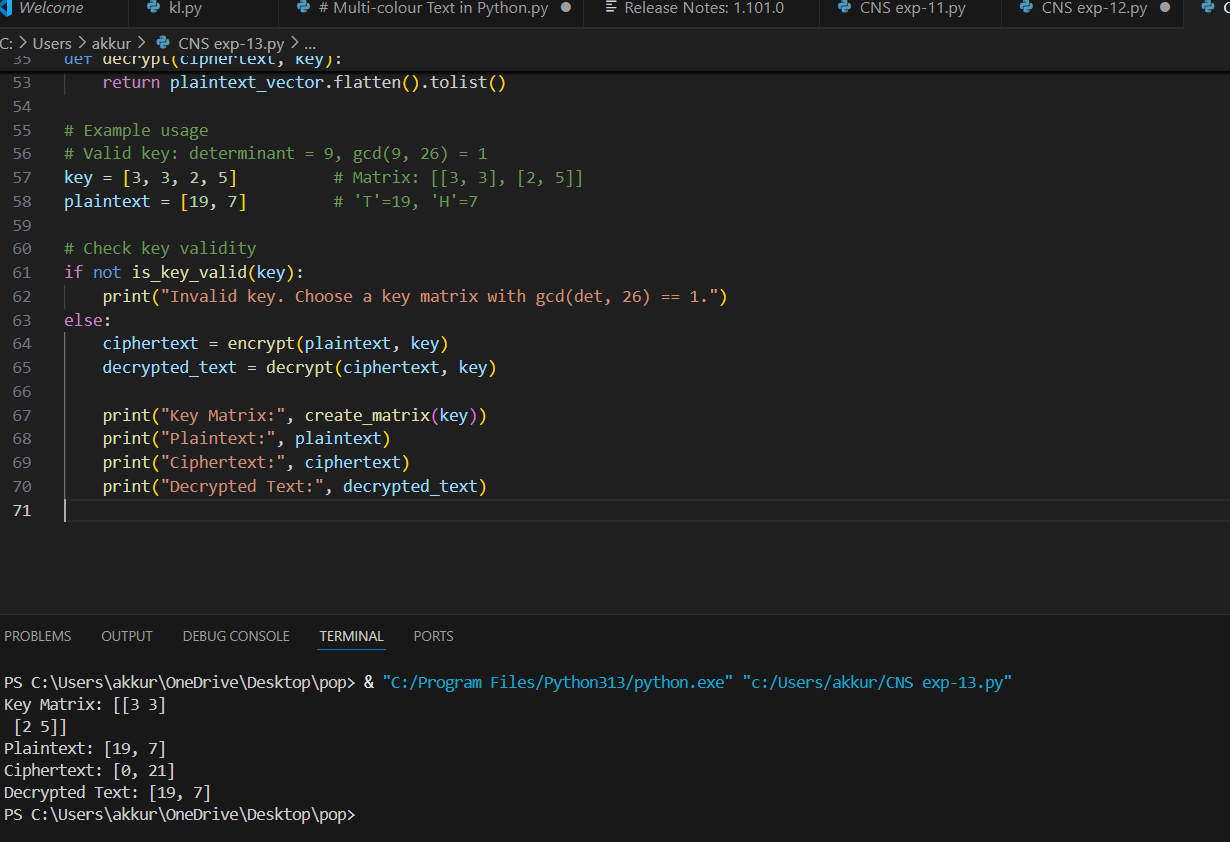 Welcome kl.py # Multi-colour Text in Python.py Release Notes: 1.101.0 CNS exp-11.py CNS exp-12.py
C: > Users > akkur > CNS exp-13.py > ...
35 def decrypt(ciphertext, key):
53 return plaintext_vector.flatten().tolist()
54
55 # Example usage
56 # Valid key: determinant = 9, gcd(9, 26) = 1
57 key = [3, 3, 2, 5] # Matrix: [[3, 3], [2, 5]]
58 plaintext = [19, 7] # 'T'=19, 'H'=7
59
60 # Check key validity
61 if not is_key_valid(key):
62 print("Invalid key. Choose a key matrix with gcd(det, 26) == 1.")
63 else:
64 ciphertext = encrypt(plaintext, key)
65 decrypted_text = decrypt(ciphertext, key)
66
67 print("Key Matrix:", create_matrix(key))
68 print("Plaintext:", plaintext)
69 print("Ciphertext:", ciphertext)
70 print("Decrypted Text:", decrypted_text)
71
PROBLEMS OUTPUT DEBUG CONSOLE TERMINAL PORTS
PS C:\Users\akkur\OneDrive\Desktop\pop> & "C:/Program Files/Python313/python.exe" "c:/Users/akkur/CNS exp-13.py"
Key Matrix: [[3 3]
[2 5]]
Plaintext: [19, 7]
Ciphertext: [0, 21]
Decrypted Text: [19, 7]
PS C:\Users\akkur\OneDrive\Desktop\pop>